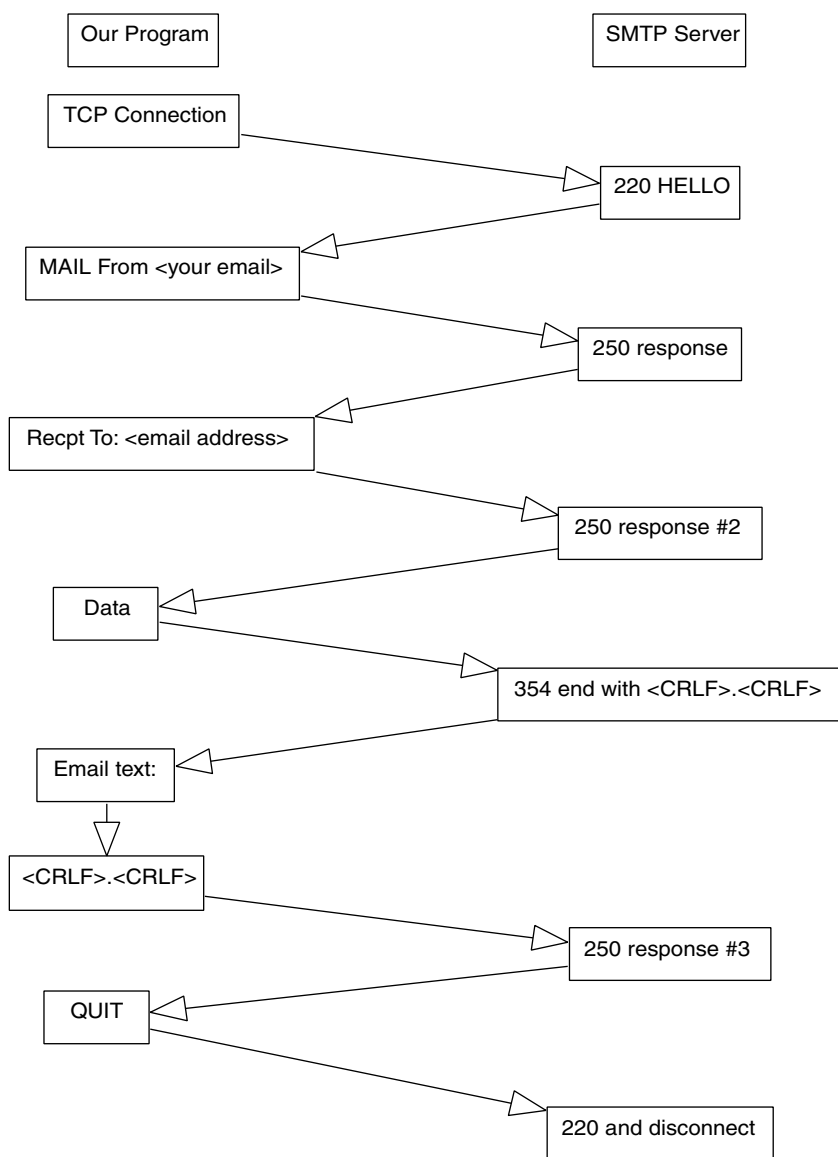 Our Program
SMTP Server
TCP Connection
220 HELLO
MAIL From <your email>
250 response
Recpt To: <email address>
250 response #2
Data
354 end with <CRLF>.<CRLF>
Email text:
<CRLF>.<CRLF>
250 response #3
QUIT
220 and disconnect